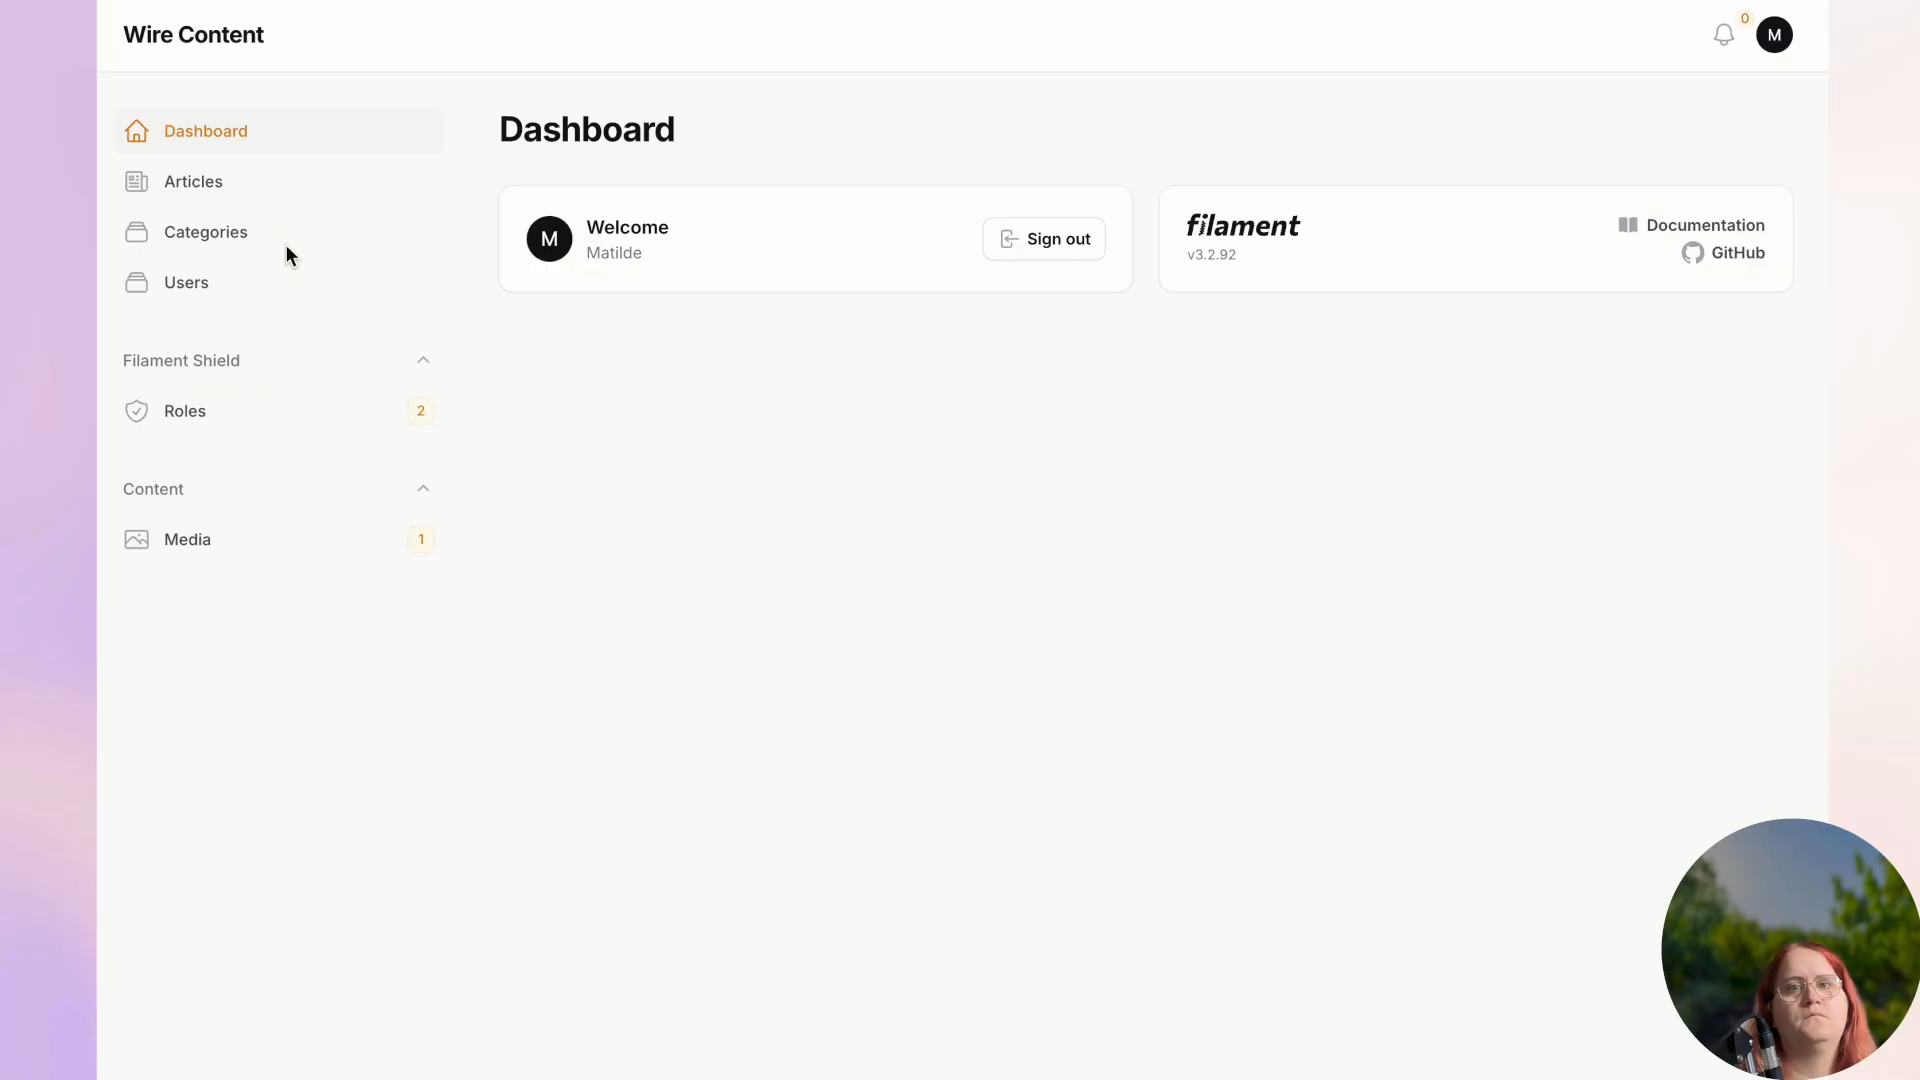 Wire Content
0
M
Dashboard
Articles
Categories
Users
Filament Shield
Roles
2
Content
Media
1
Dashboard
M
Welcome
Matilde
Sign out
filament
v3.2.92
Documentation
GitHub